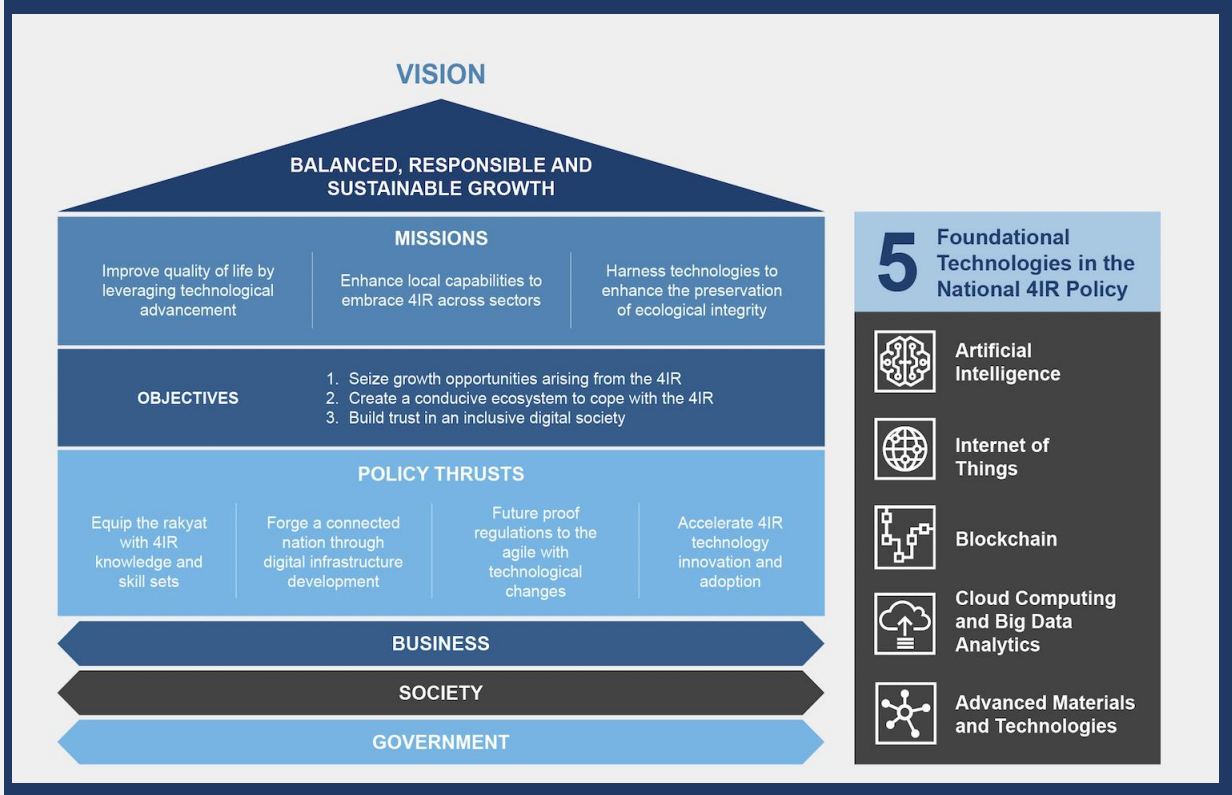 VISION
BALANCED, RESPONSIBLE AND
SUSTAINABLE GROWTH
MISSIONS
Improve quality of life by
leveraging technological
advancement
Enhance local capabilities to
embrace 4IR across sectors
Harness technologies to
enhance the preservation
of ecological integrity
OBJECTIVES
1. Seize growth opportunities arising from the 4IR
2. Create a conducive ecosystem to cope with the 4IR
3. Build trust in an inclusive digital society
POLICY THRUSTS
Equip the rakyat
with 4IR
knowledge and
skill sets
Forge a connected
nation through
digital infrastructure
development
Future proof
regulations to the
agile with
technological
changes
Accelerate 4IR
technology
innovation and
adoption
BUSINESS
SOCIETY
GOVERNMENT
5
Foundational
Technologies in the
National 4IR Policy
Artificial
Intelligence
Internet of
Things
Blockchain
Cloud Computing
and Big Data
Analytics
Advanced Materials
and Technologies